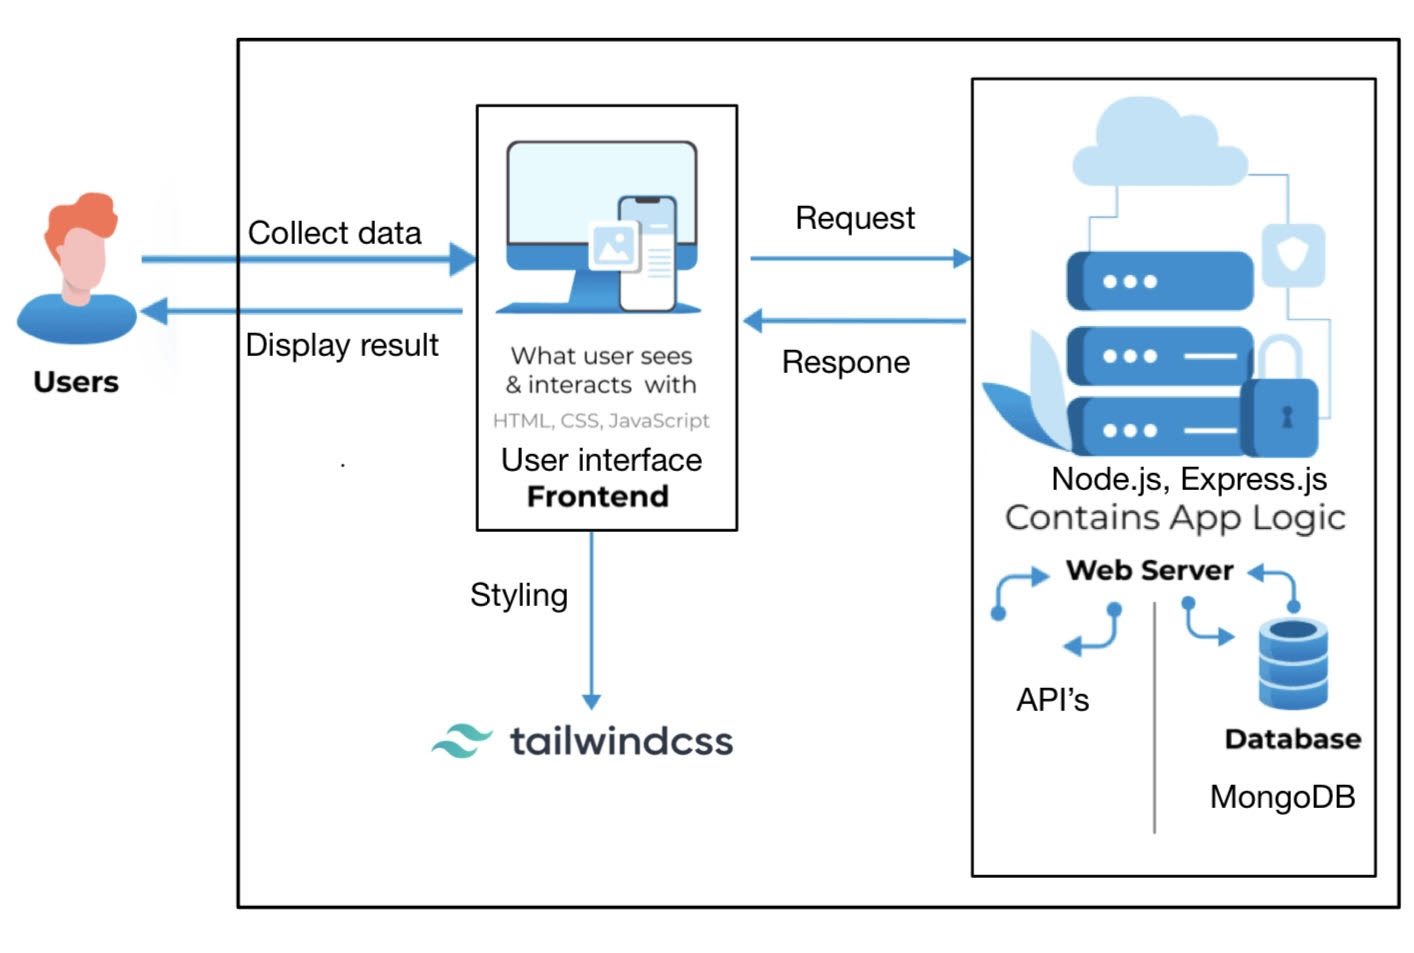 Users
Collect data
Display result
What user sees
& interacts with
HTML, CSS, JavaScript
User interface
Frontend
Styling
tailwindcss
Request
Respone
Node.js, Express.js
Contains App Logic
Web Server
API's
Database
MongoDB